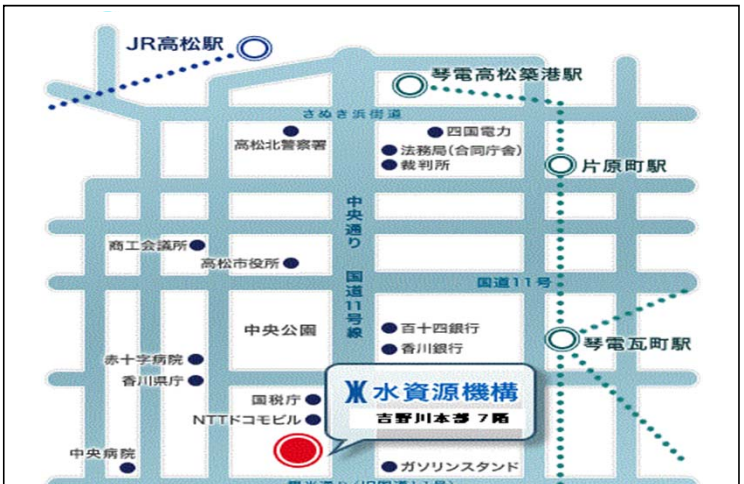 JR高松駅
琴電高松築港駅
さぬき浜街道
高松北警察署
四国電力
法務局(合同庁舎)
裁判所
片原町駅
中央通り
国道11号線
商工会議所
高松市役所
国道11号
中央公園
百十四銀行
香川銀行
琴電瓦町駅
赤十字病院
香川県庁
水資源機構
吉野川本部 7階
国税庁
NTTドコモビル
中央病院
ガソリンスタンド